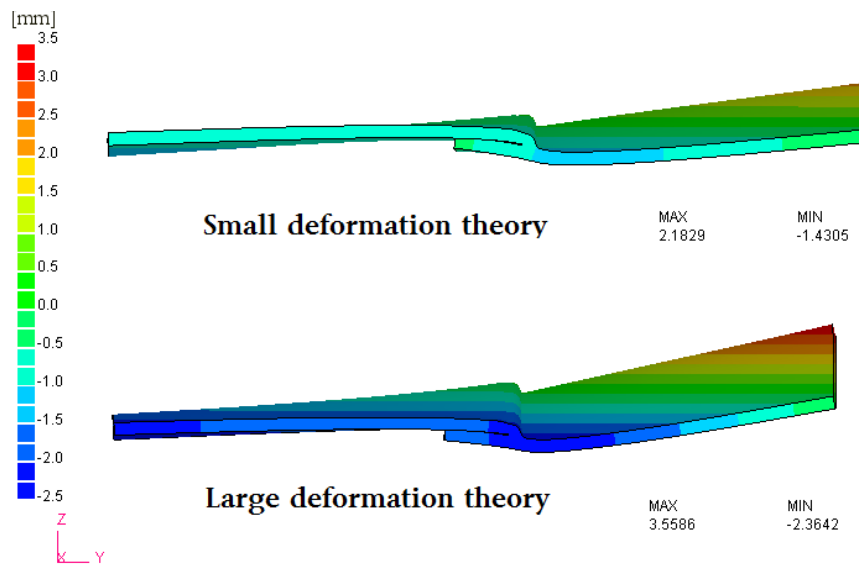 [mm]
3.5
3.0
2.5
2.0
1.5
1.0
0.5
0.0
-0.5
-1.0
-1.5
-2.0
-2.5
Small deformation theory
MAX MIN
2.1829 -1.4305
Large deformation theory
MAX MIN
3.5586 -2.3642
Z
X Y